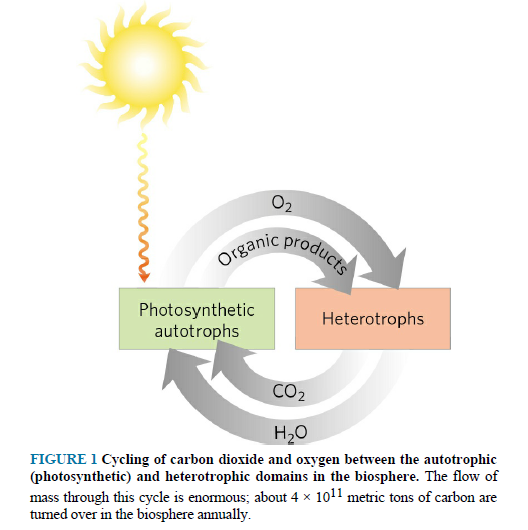 O₂
Organic products
Photosynthetic
autotrophs
Heterotrophs
CO₂
H₂O
FIGURE 1 Cycling of carbon dioxide and oxygen between the autotrophic
(photosynthetic) and heterotrophic domains in the biosphere. The flow of
mass through this cycle is enormous; about 4 × 10¹¹ metric tons of carbon are
turned over in the biosphere annually.